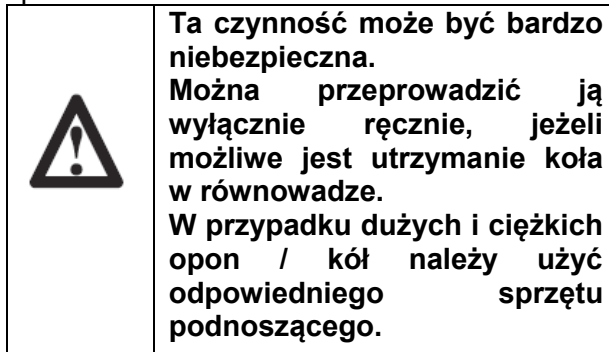 Ta czynność może być bardzo
niebezpieczna.
Można przeprowadzić ją
wyłącznie ręcznie, jeżeli
możliwe jest utrzymanie koła
w równowadze.
W przypadku dużych i ciężkich
opon / kół należy użyć
odpowiedniego sprzętu
podnoszącego.